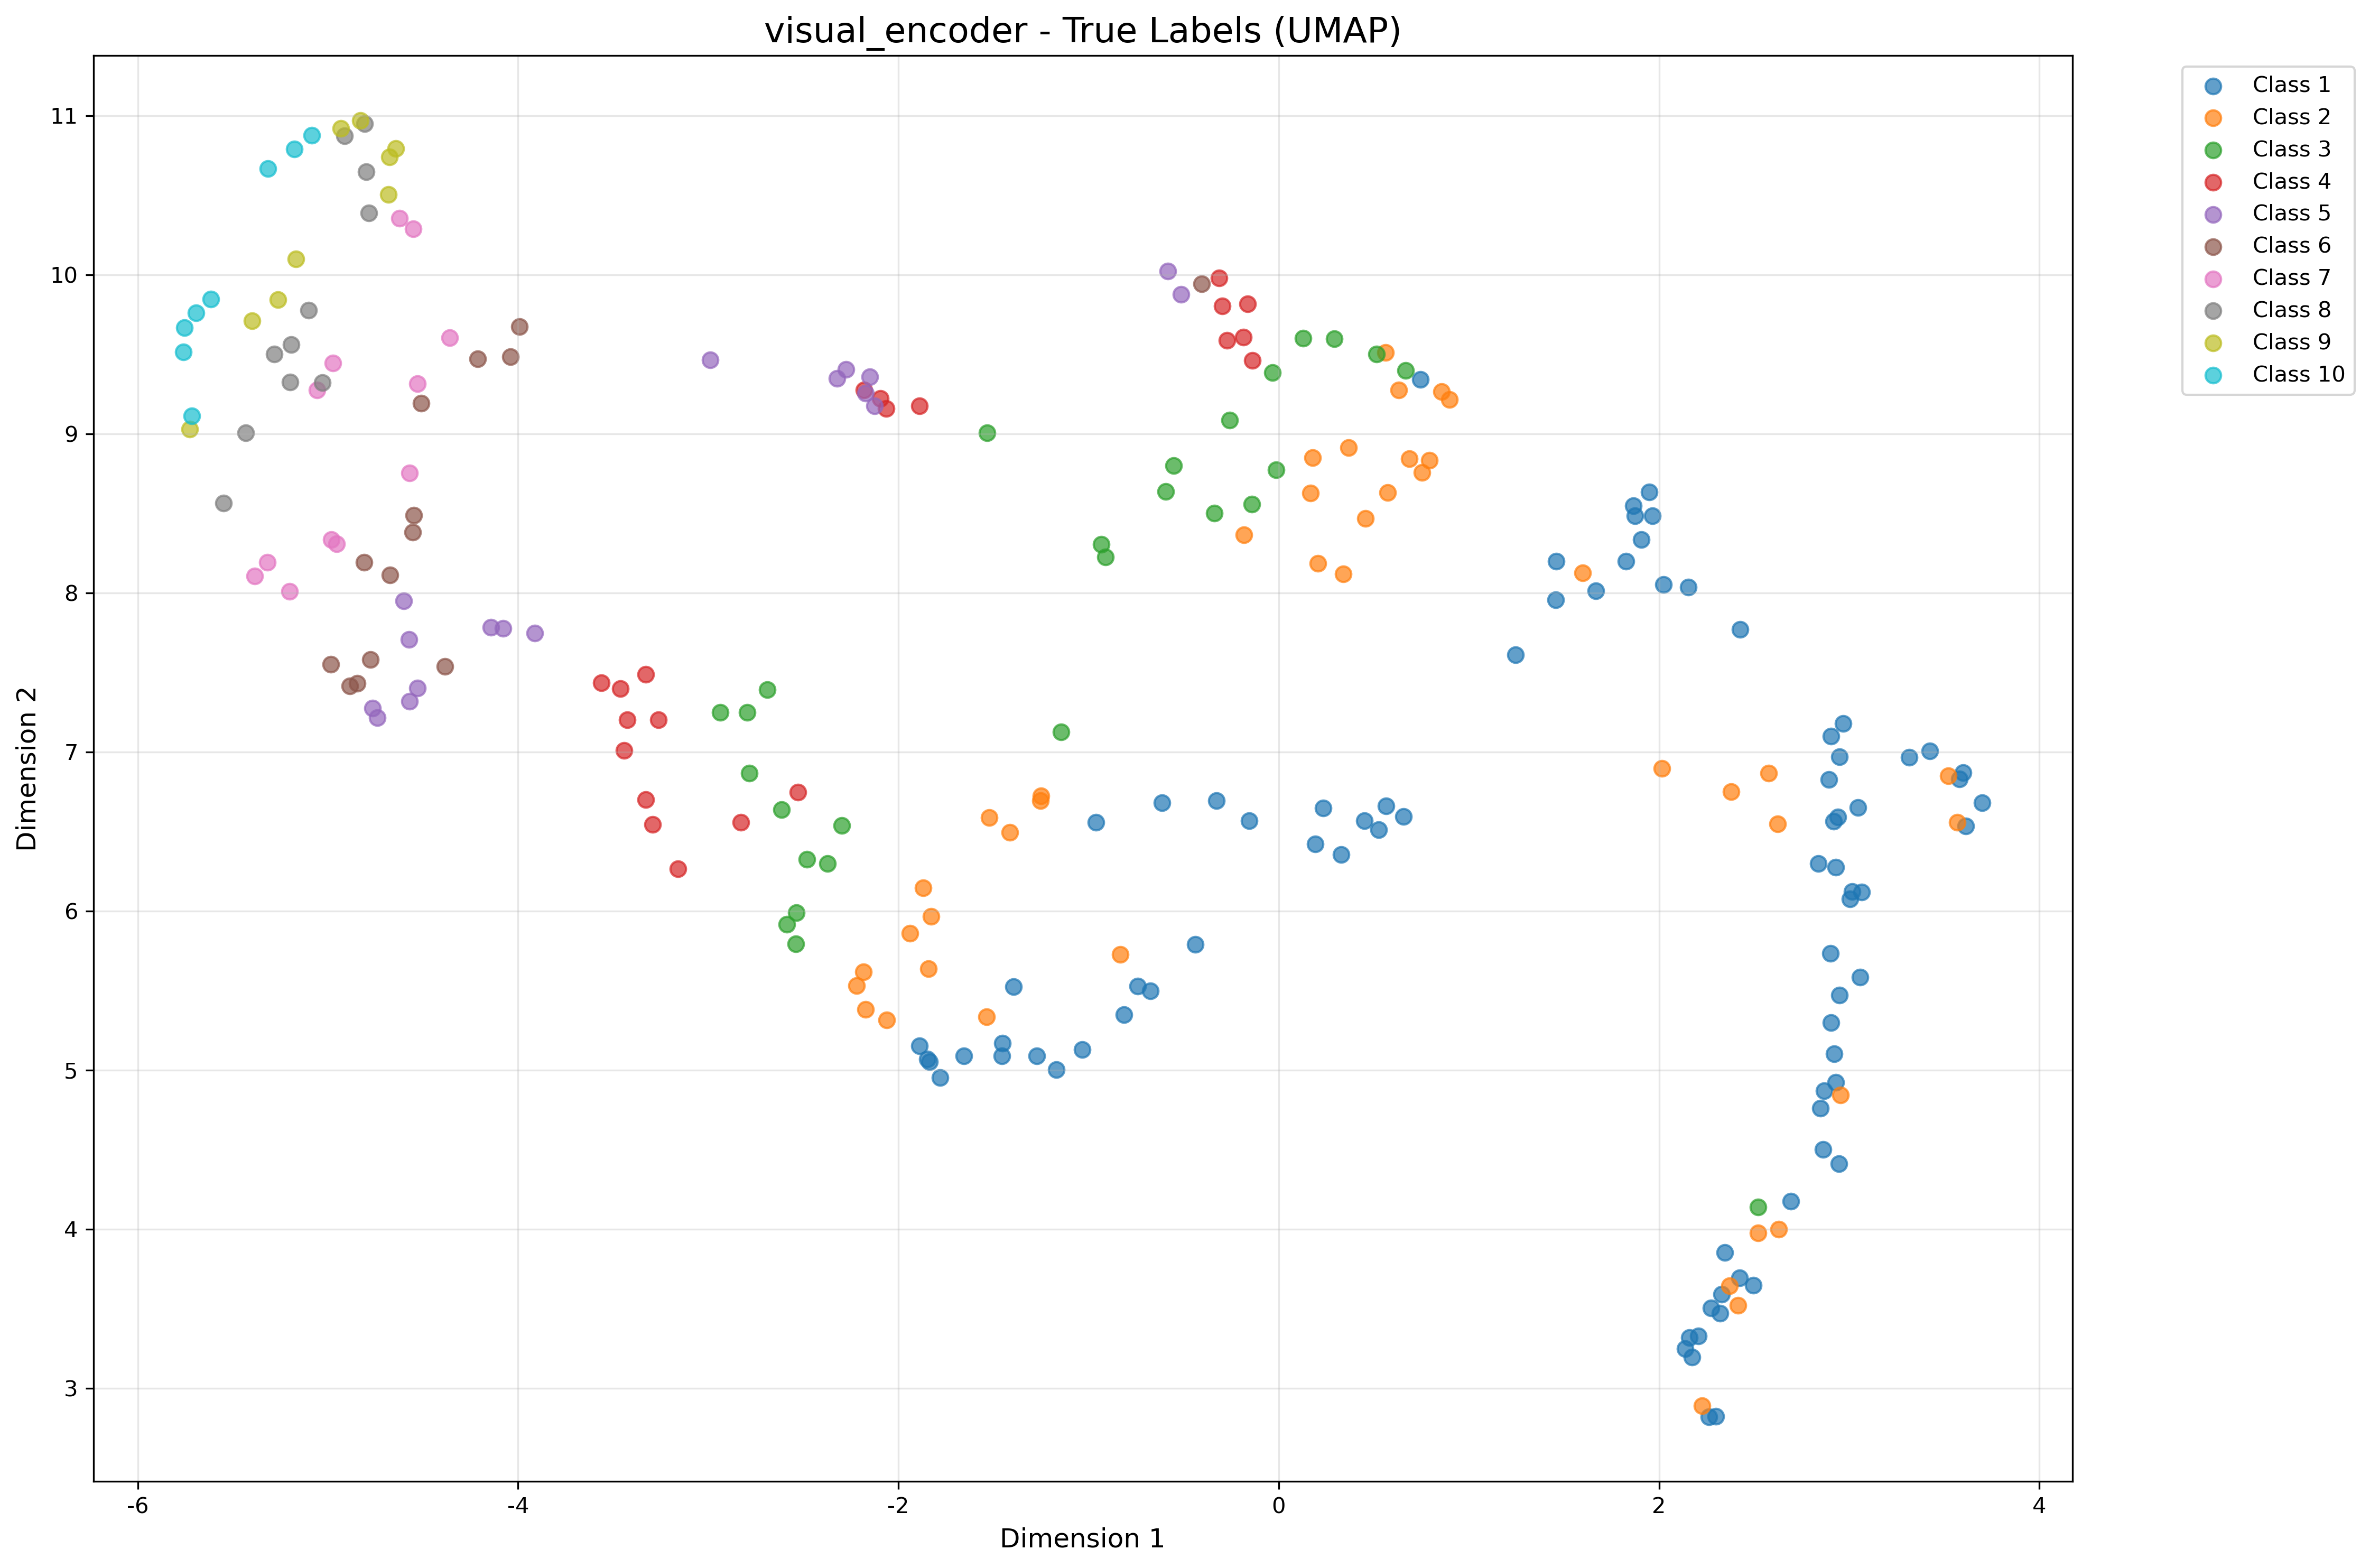 visual_encoder - True Labels (UMAP)
Class 1
Class 2
Class 3
Class 4
Class 5
Class 6
Class 7
Class 8
Class 9
Class 10
11
10
9
8
7
6
5
4
3
Dimension 2
-6
-4
-2
0
2
4
Dimension 1